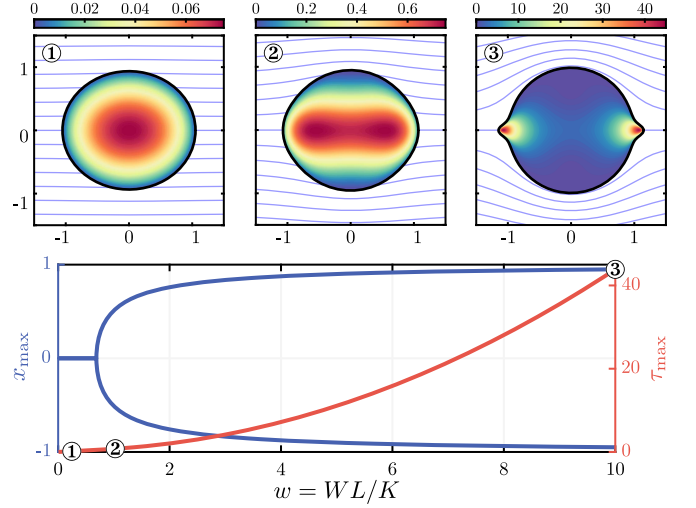 0 0.02 0.04 0.06 0 0.2 0.4 0.6 0 10 20 30 40
① ② ③
1
0
-1
-1 0 1 -1 0 1 -1 0 1
1 ③ 40
x_max 0 20 τ_max
-1 ① ② 0
0 2 4 6 8 10
w = WL/K